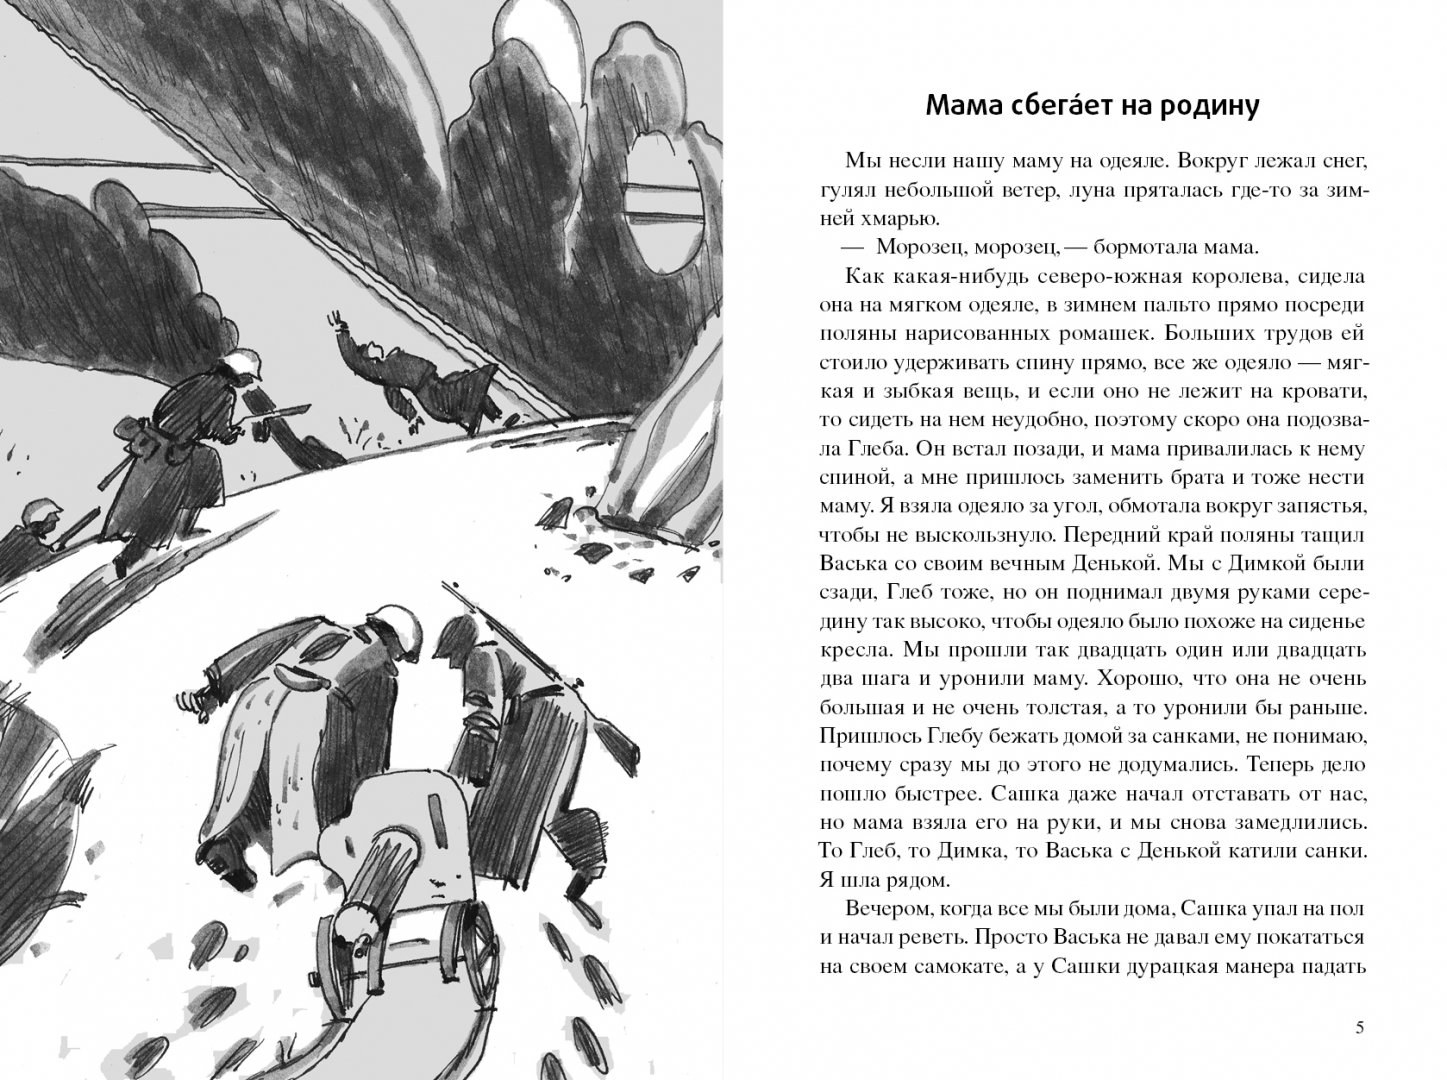 Мама сбега́ет на родину
Мы несли нашу маму на одеяле. Вокруг лежал снег,
гулял небольшой ветер, луна пряталась где-то за зим-
ней хмарью.
— Морозец, морозец, — бормотала мама.
Как какая-нибудь северо-южная королева, сидела
она на мягком одеяле, в зимнем пальто прямо посреди
поляны нарисованных ромашек. Больших трудов ей
стоило удерживать спину прямо, все же одеяло — мяг-
кая и зыбкая вещь, и если оно не лежит на кровати,
то сидеть на нем неудобно, поэтому скоро она подозва-
ла Глеба. Он встал позади, и мама привалилась к нему
спиной, а мне пришлось заменить брата и тоже нести
маму. Я взяла одеяло за угол, обмотала вокруг запястья,
чтобы не выскользнуло. Передний край поляны тащил
Васька со своим вечным Денькой. Мы с Димкой были
сзади, Глеб тоже, но он поднимал двумя руками сере-
дину так высоко, чтобы одеяло было похоже на сиденье
кресла. Мы прошли так двадцать один или двадцать
два шага и уронили маму. Хорошо, что она не очень
большая и не очень толстая, а то уронили бы раньше.
Пришлось Глебу бежать домой за санками, не понимаю,
почему сразу мы до этого не додумались. Теперь дело
пошло быстрее. Сашка даже начал отставать от нас,
но мама взяла его на руки, и мы снова замедлились.
То Глеб, то Димка, то Васька с Денькой катили санки.
Я шла рядом.
Вечером, когда все мы были дома, Сашка упал на пол
и начал реветь. Просто Васька не давал ему покататься
на своем самокате, а у Сашки дурацкая манера падать
5